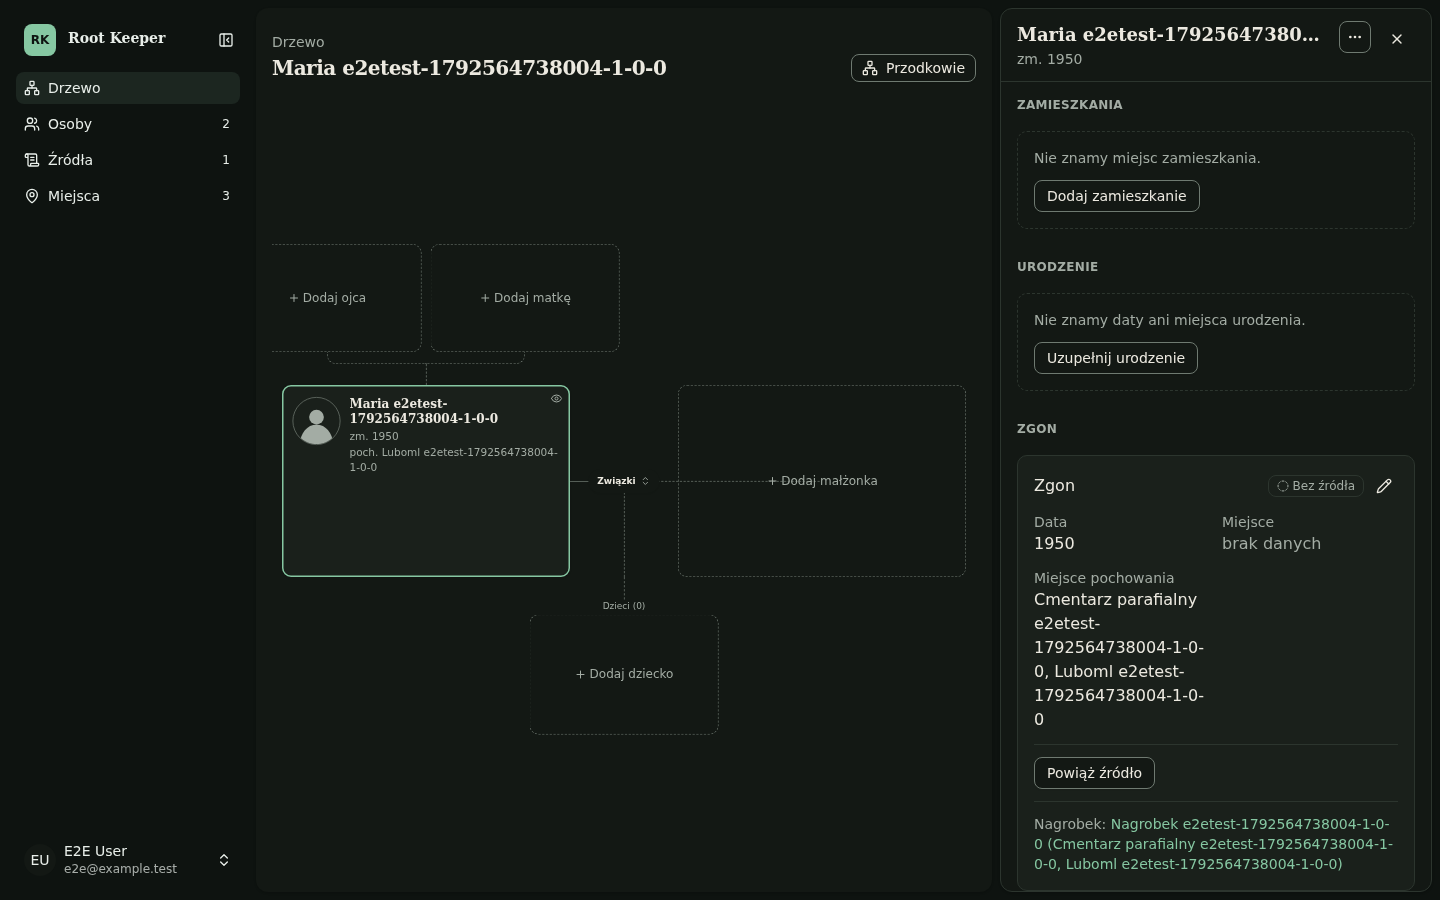 RK
Root Keeper
Drzewo
Osoby 2
Źródła 1
Miejsca 3
EU
E2E User
e2e@example.test
Drzewo
Maria e2etest-1792564738004-1-0-0
Przodkowie
+ Dodaj ojca
+ Dodaj matkę
Maria e2etest-
1792564738004-1-0-0
zm. 1950
poch. Luboml e2etest-1792564738004-
1-0-0
Związki
+ Dodaj małżonka
Dzieci (0)
+ Dodaj dziecko
Maria e2etest-17925647380...
zm. 1950
ZAMIESZKANIA
Nie znamy miejsc zamieszkania.
Dodaj zamieszkanie
URODZENIE
Nie znamy daty ani miejsca urodzenia.
Uzupełnij urodzenie
ZGON
Zgon
Bez źródła
Data Miejsce
1950 brak danych
Miejsce pochowania
Cmentarz parafialny
e2etest-
1792564738004-1-0-
0, Luboml e2etest-
1792564738004-1-0-
0
Powiąż źródło
Nagrobek: Nagrobek e2etest-1792564738004-1-0-
0 (Cmentarz parafialny e2etest-1792564738004-1-
0-0, Luboml e2etest-1792564738004-1-0-0)